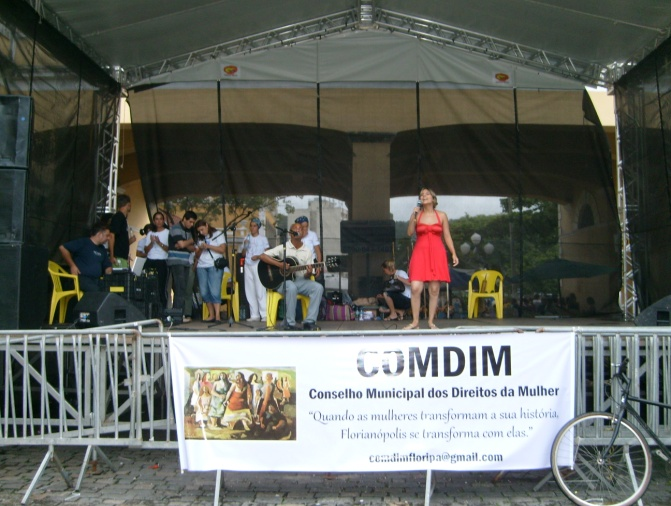 COMDIM
Conselho Municipal dos Direitos da Mulher
"Quando as mulheres transformam a sua história,
Florianópolis se transforma com elas."
comdimfloripa@gmail.com